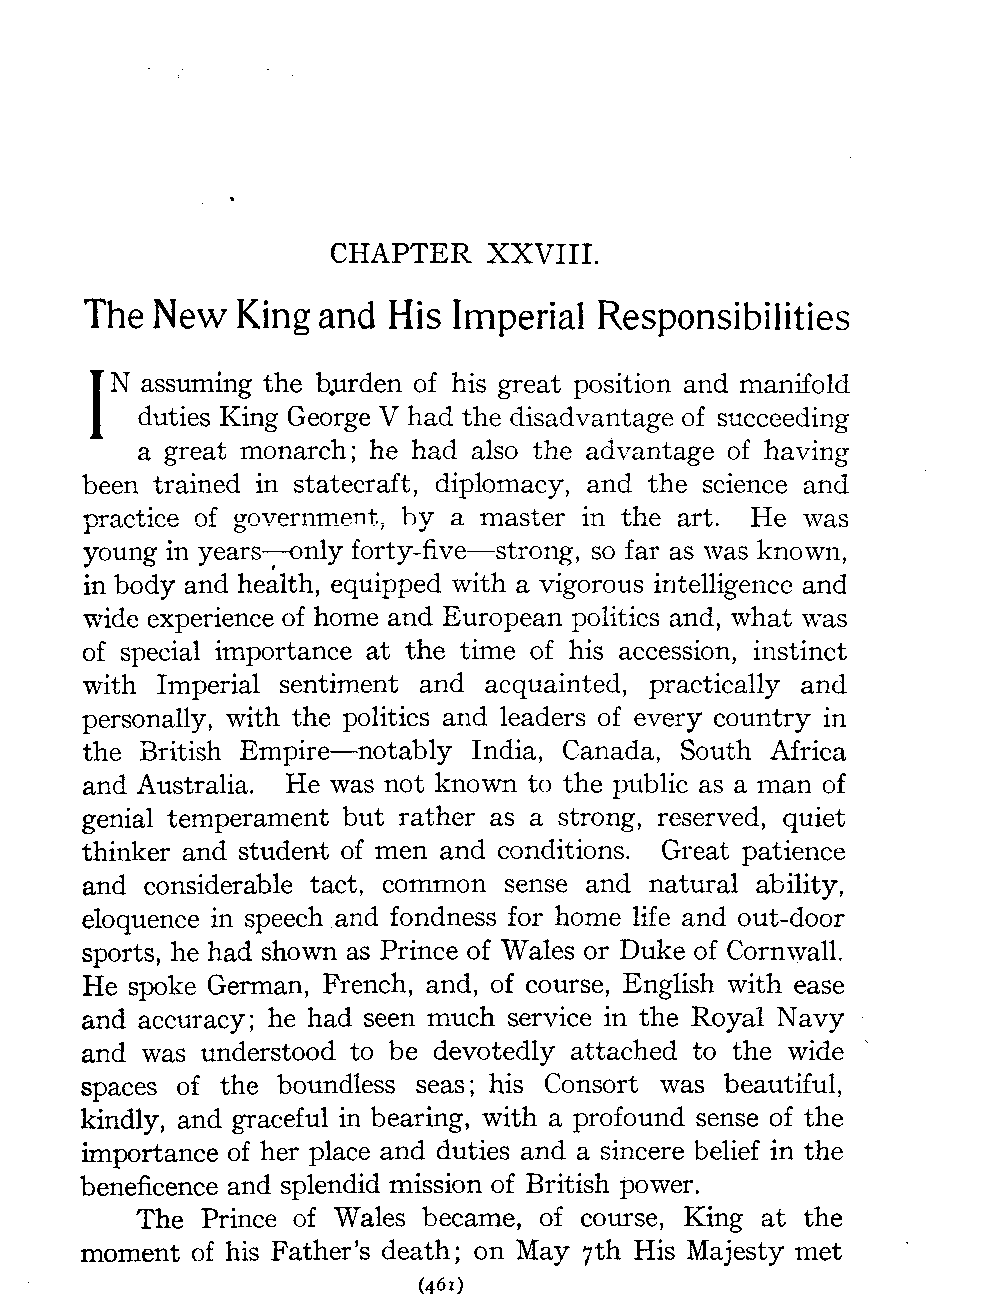 CHAPTER XXVIII.
The New King and His Imperial Responsibilities
IN assuming the burden of his great position and manifold
duties King George V had the disadvantage of succeeding
a great monarch; he had also the advantage of having
been trained in statecraft, diplomacy, and the science and
practice of government, by a master in the art. He was
young in years—only forty-five—strong, so far as was known,
in body and health, equipped with a vigorous intelligence and
wide experience of home and European politics and, what was
of special importance at the time of his accession, instinct
with Imperial sentiment and acquainted, practically and
personally, with the politics and leaders of every country in
the British Empire—notably India, Canada, South Africa
and Australia. He was not known to the public as a man of
genial temperament but rather as a strong, reserved, quiet
thinker and student of men and conditions. Great patience
and considerable tact, common sense and natural ability,
eloquence in speech and fondness for home life and out-door
sports, he had shown as Prince of Wales or Duke of Cornwall.
He spoke German, French, and, of course, English with ease
and accuracy; he had seen much service in the Royal Navy
and was understood to be devotedly attached to the wide
spaces of the boundless seas; his Consort was beautiful,
kindly, and graceful in bearing, with a profound sense of the
importance of her place and duties and a sincere belief in the
beneficence and splendid mission of British power.
The Prince of Wales became, of course, King at the
moment of his Father's death; on May 7th His Majesty met
(461)